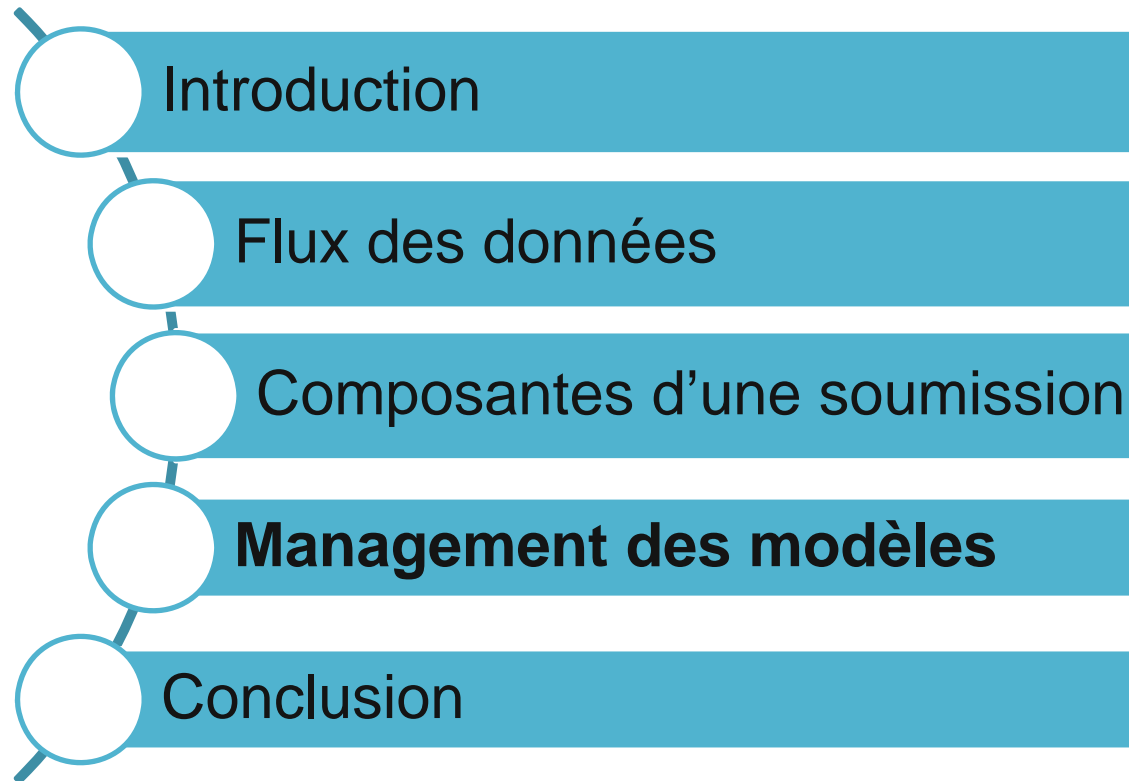 Introduction
Flux des données
Composantes d’une soumission
Management des modèles
Conclusion